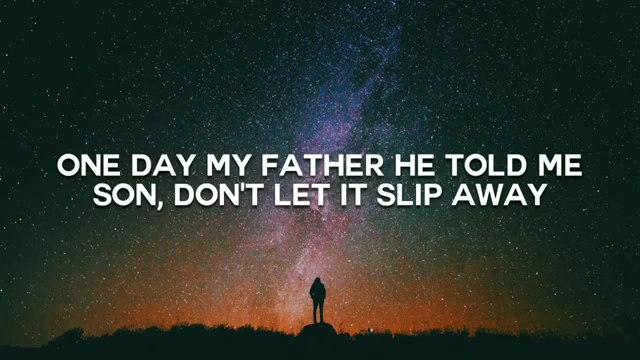 ONE DAY MY FATHER HE TOLD ME
SON, DON'T LET IT SLIP AWAY